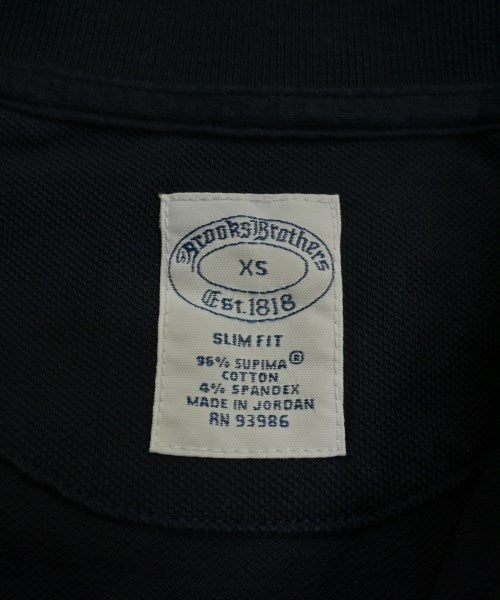 Brooks Brothers
XS
Est. 1818
SLIM FIT
96% SUPIMA®
COTTON
4% SPANDEX
MADE IN JORDAN
RN 93986